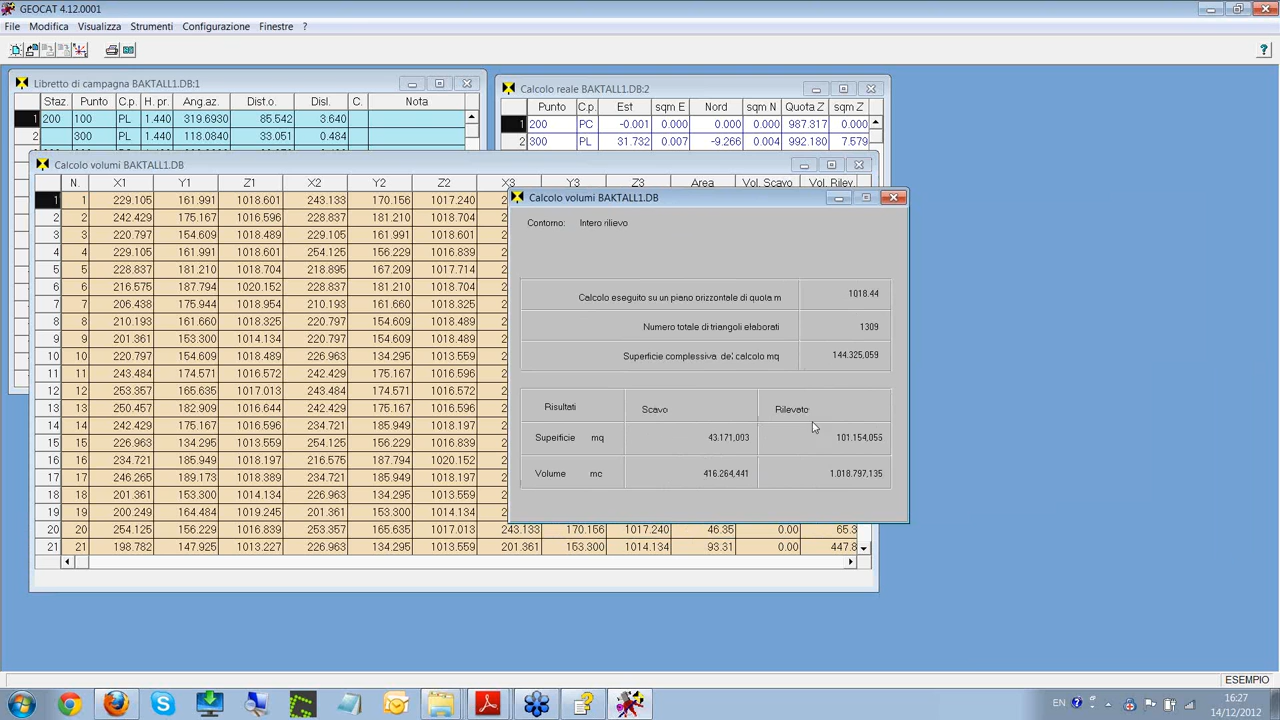 GEOCAT 4.12.0001
File Modifica Visualizza Strumenti Configurazione Finestre ?
Libretto di campagna BAKTALL1.DB:1
Staz. Punto C.p. H. pr. Ang.az. Dist.o. Disl. C. Nota
1 200 100 PL 1.440 319.6930 85.542 3.640
2 300 PL 1.440 118.0840 33.051 0.484
Calcolo reale BAKTALL1.DB:2
Punto C.p. Est sqm E Nord sqm N Quota Z sqm Z
1 200 PC -0.001 0.000 0.000 0.000 987.317 0.000
2 300 PL 31.732 0.007 -9.266 0.004 992.180 7.579
Calcolo volumi BAKTALL1.DB
N. X1 Y1 Z1 X2 Y2 Z2 X3 Y3 Z3 Area Vol. Scavo Vol. Riley
1 1 229.105 161.991 1018.601 243.133 170.156 1017.240
2 2 242.429 175.167 1016.596 228.837 181.210 1018.704
3 3 220.797 154.609 1018.489 229.105 161.991 1018.601
4 4 229.105 161.991 1018.601 254.125 156.229 1016.839
5 5 228.837 181.210 1018.704 218.895 167.209 1017.714
6 6 216.575 187.794 1020.152 228.837 181.210 1018.704
7 7 206.438 175.944 1018.954 210.193 161.660 1018.325
8 8 210.193 161.660 1018.325 220.797 154.609 1018.489
9 9 201.361 153.300 1014.134 220.797 154.609 1018.489
10 10 220.797 154.609 1018.489 226.963 134.295 1013.559
11 11 243.484 174.571 1016.572 242.429 175.167 1016.596
12 12 253.357 165.635 1017.013 243.484 174.571 1016.572
13 13 250.457 182.909 1016.644 242.429 175.167 1016.596
14 14 242.429 175.167 1016.596 234.721 185.949 1018.197
15 15 226.963 134.295 1013.559 254.125 156.229 1016.839
16 16 234.721 185.949 1018.197 216.575 187.794 1020.152
17 17 246.265 189.173 1018.389 234.721 185.949 1018.197
18 18 201.361 153.300 1014.134 226.963 134.295 1013.559
19 19 200.249 164.484 1019.245 201.361 153.300 1014.134
20 20 254.125 156.229 1016.839 253.357 165.635 1017.013 243.133 170.156 1017.240 46.35 0.00 65.3
21 21 198.782 147.925 1013.227 226.963 134.295 1013.559 201.361 153.300 1014.134 93.31 0.00 447.8
Calcolo volumi BAKTALL1.DB
Contorno: Intero rilievo
Calcolo eseguito su un piano orizzontale di quota m 1018.44
Numero totale di triangoli elaborati 1309
Superficie complessiva del calcolo mq 144.325,059
Risultati Scavo Rilevato
Superficie mq 43.171,003 101.154,055
Volume mc 416.264,441 1.018.797,135
ESEMPIO
EN 16:27
14/12/2012